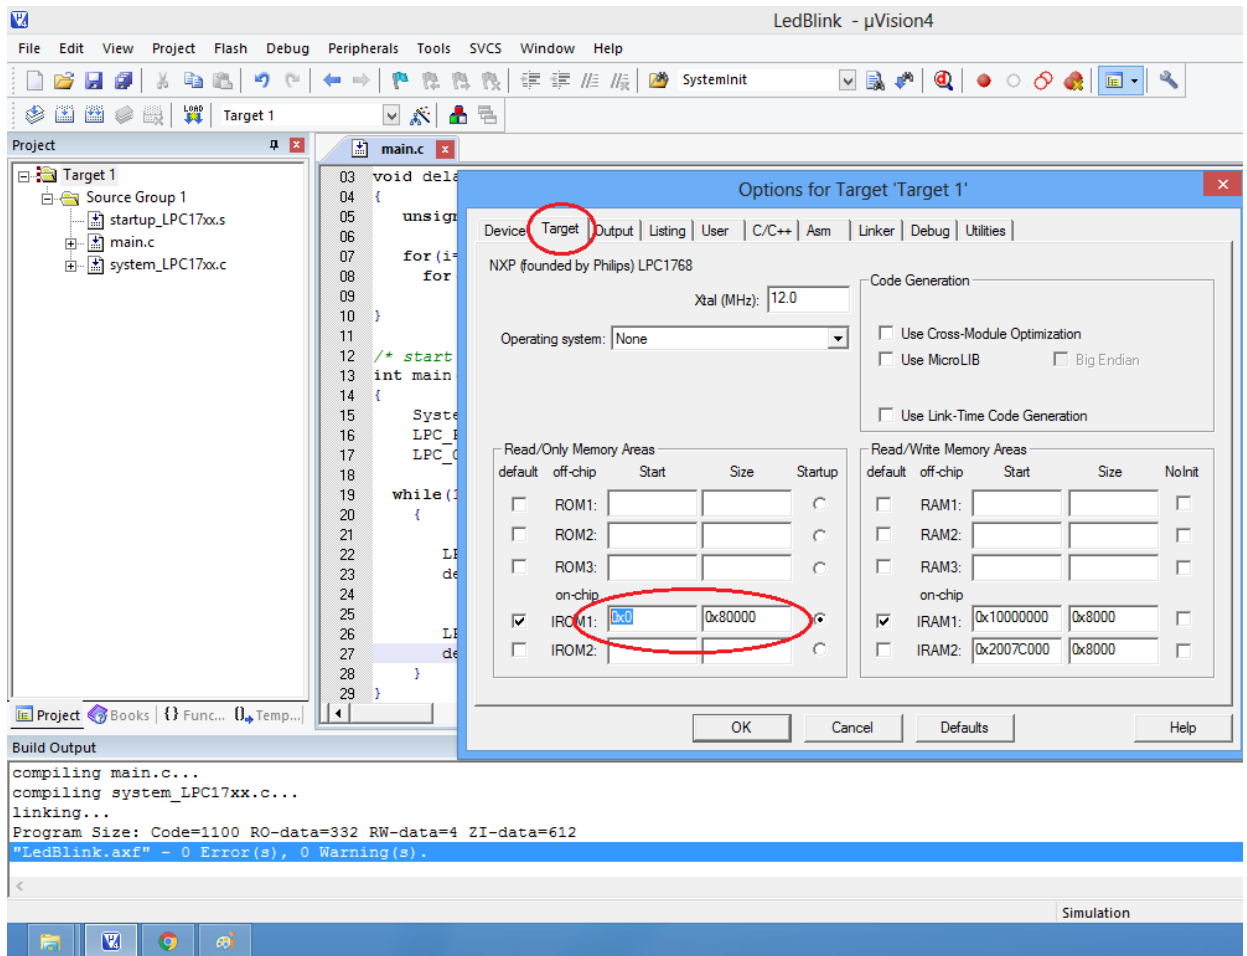 LedBlink - µVision4
File Edit View Project Flash Debug Peripherals Tools SVCS Window Help
SystemInit
LOAD Target 1
Project
main.c
Target 1
Source Group 1
startup_LPC17xx.s
main.c
system_LPC17xx.c
03 void dela
04 {
05 unsign
06
07 for(i=
08 for
09
10 }
11
12 /* start
13 int main
14 {
15 Syste
16 LPC_
17 LPC_
18
19 while(1
20 {
21
22 LP
23 de
24
25
26 LP
27 de
28 }
29 }
Options for Target 'Target 1'
Device Target Output Listing User C/C++ Asm Linker Debug Utilities
NXP (founded by Philips) LPC1768
Xtal (MHz): 12.0
Operating system: None
Code Generation
Use Cross-Module Optimization
Use MicroLIB Big Endian
Use Link-Time Code Generation
Read/Only Memory Areas
default off-chip Start Size Startup
ROM1:
ROM2:
ROM3:
on-chip
IROM1: 0x0 0x80000
IROM2:
Read/Write Memory Areas
default off-chip Start Size NoInit
RAM1:
RAM2:
RAM3:
on-chip
IRAM1: 0x10000000 0x8000
IRAM2: 0x2007C000 0x8000
OK Cancel Defaults Help
Project Books {} Func... Temp...
Build Output
compiling main.c...
compiling system_LPC17xx.c...
linking...
Program Size: Code=1100 RO-data=332 RW-data=4 ZI-data=612
"LedBlink.axf" - 0 Error(s), 0 Warning(s).
Simulation